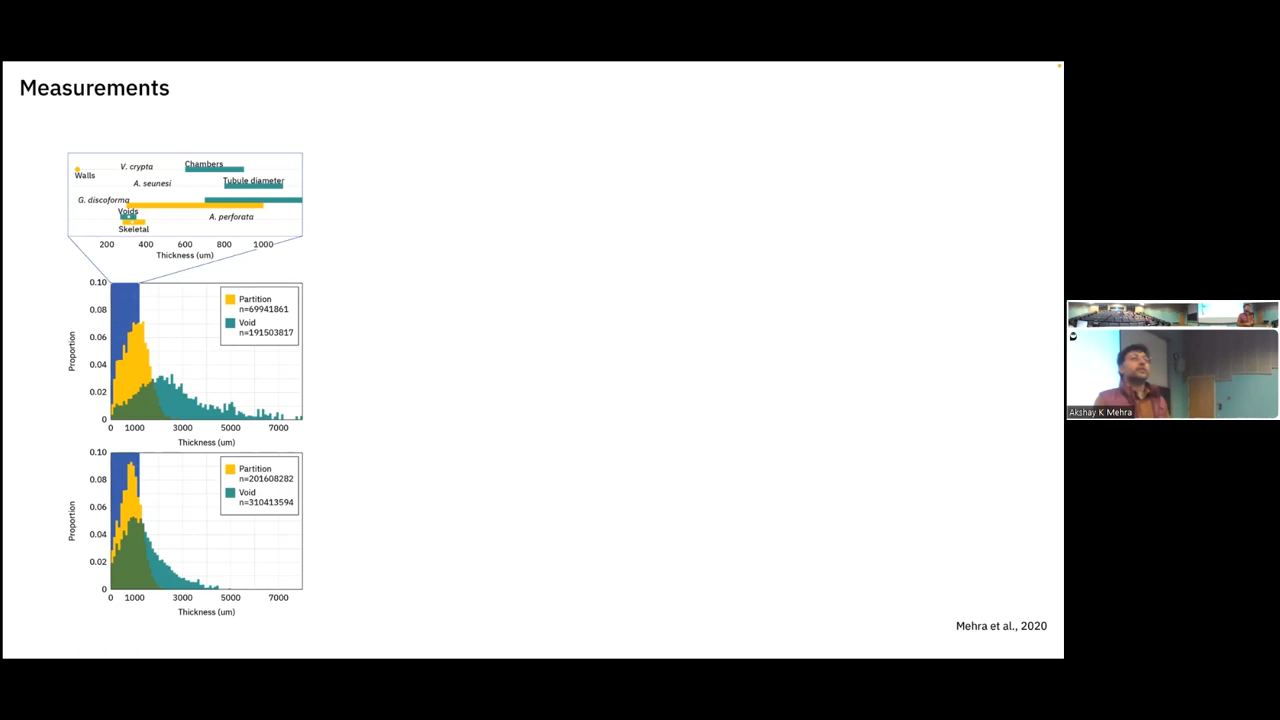 Measurements
Chambers
V. crypta
Walls
Tubule diameter
A. seunesi
G. discoforma
Voids
A. perforata
Skeletal
200 400 600 800 1000
Thickness (um)
0.10
0.08
0.06
0.04
0.02
0
Proportion
Partition
n=69941861
Void
n=191503817
0 1000 3000 5000 7000
Thickness (um)
0.10
0.08
0.06
0.04
0.02
0
Proportion
Partition
n=201608282
Void
n=310413594
0 1000 3000 5000 7000
Thickness (um)
Mehra et al., 2020
Akshay K Mehra